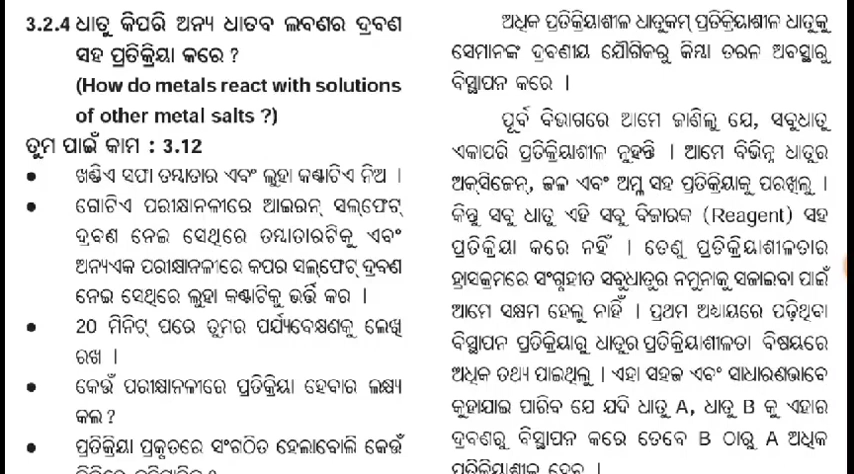 3.2.4 ଧାତୁ କିପରି ଅନ୍ୟ ଧାତବ ଲବଣର ଦ୍ରବଣ
ସହ ପ୍ରତିକ୍ରିୟା କରେ ?
(How do metals react with solutions
of other metal salts ?)
ତୁମ ପାଇଁ କାମ : 3.12
● ଖଣ୍ଡିଏ ସଫା ତମ୍ବାତାର ଏବଂ ଲୁହା କଣ୍ଟାଟିଏ ନିଅ ।
● ଗୋଟିଏ ପରୀକ୍ଷାନଳୀରେ ଆଇରନ୍ ସଲ୍‌ଫେଟ୍
ଦ୍ରବଣ ନେଇ ସେଥିରେ ତମ୍ବାତାରଟିକୁ ଏବଂ
ଅନ୍ୟଏକ ପରୀକ୍ଷାନଳୀରେ କପର ସଲ୍‌ଫେଟ୍ ଦ୍ରବଣ
ନେଇ ସେଥିରେ ଲୁହା କଣ୍ଟାଟିକୁ ଭର୍ତ୍ତି କର ।
● 20 ମିନିଟ୍ ପରେ ତୁମର ପର୍ଯ୍ୟବେକ୍ଷଣକୁ ଲେଖି
ରଖ ।
● କେଉଁ ପରୀକ୍ଷାନଳୀରେ ପ୍ରତିକ୍ରିୟା ହେବାର ଲକ୍ଷ୍ୟ
କଲ ?
● ପ୍ରତିକ୍ରିୟା ପ୍ରକୃତରେ ସଂଗଠିତ ହେଲାବୋଲି କେଉଁ
ଅଧିକ ପ୍ରତିକ୍ରିୟାଶୀଳ ଧାତୁକମ୍ ପ୍ରତିକ୍ରିୟାଶୀଳ ଧାତୁକୁ
ସେମାନଙ୍କ ଦ୍ରବଣୀୟ ଯୌଗିକରୁ କିମ୍ବା ତରଳ ଅବସ୍ଥାରୁ
ବିସ୍ଥାପନ କରେ ।
ପୂର୍ବ ବିଭାଗରେ ଆମେ ଜାଣିଲୁ ଯେ, ସବୁଧାତୁ
ଏକାପରି ପ୍ରତିକ୍ରିୟାଶୀଳ ନୁହନ୍ତି । ଆମେ ବିଭିନ୍ନ ଧାତୁର
ଅକ୍‌ସିଜେନ୍, ଜଳ ଏବଂ ଅମ୍ଳ ସହ ପ୍ରତିକ୍ରିୟାକୁ ପରଖିଲୁ ।
କିନ୍ତୁ ସବୁ ଧାତୁ ଏହି ସବୁ ବିକାରକ (Reagent) ସହ
ପ୍ରତିକ୍ରିୟା କରେ ନହିଁ । ତେଣୁ ପ୍ରତିକ୍ରିୟାଶୀଳତାର
ହ୍ରାସକ୍ରମରେ ସଂଗୃହୀତ ସବୁଧାତୁର ନମୁନାକୁ ସଜାଇବା ପାଇଁ
ଆମେ ସକ୍ଷମ ହେଲୁ ନାହିଁ । ପ୍ରଥମ ଅଧ୍ୟାୟରେ ପଢ଼ିଥିବା
ବିସ୍ଥାପନ ପ୍ରତିକ୍ରିୟାରୁ ଧାତୁର ପ୍ରତିକ୍ରିୟାଶୀଳତା ବିଷୟରେ
ଅଧିକ ତଥ୍ୟ ପାଇଥିଲୁ । ଏହା ସହଜ ଏବଂ ସାଧାରଣଭାବେ
କୁହାଯାଇ ପାରିବ ଯେ ଯଦି ଧାତୁ A, ଧାତୁ B କୁ ଏହାର
ଦ୍ରବଣରୁ ବିସ୍ଥାପନ କରେ ତେବେ B ଠାରୁ A ଅଧିକ
ପ୍ରତିକ୍ରିୟାଶୀଳ ହେବ ।